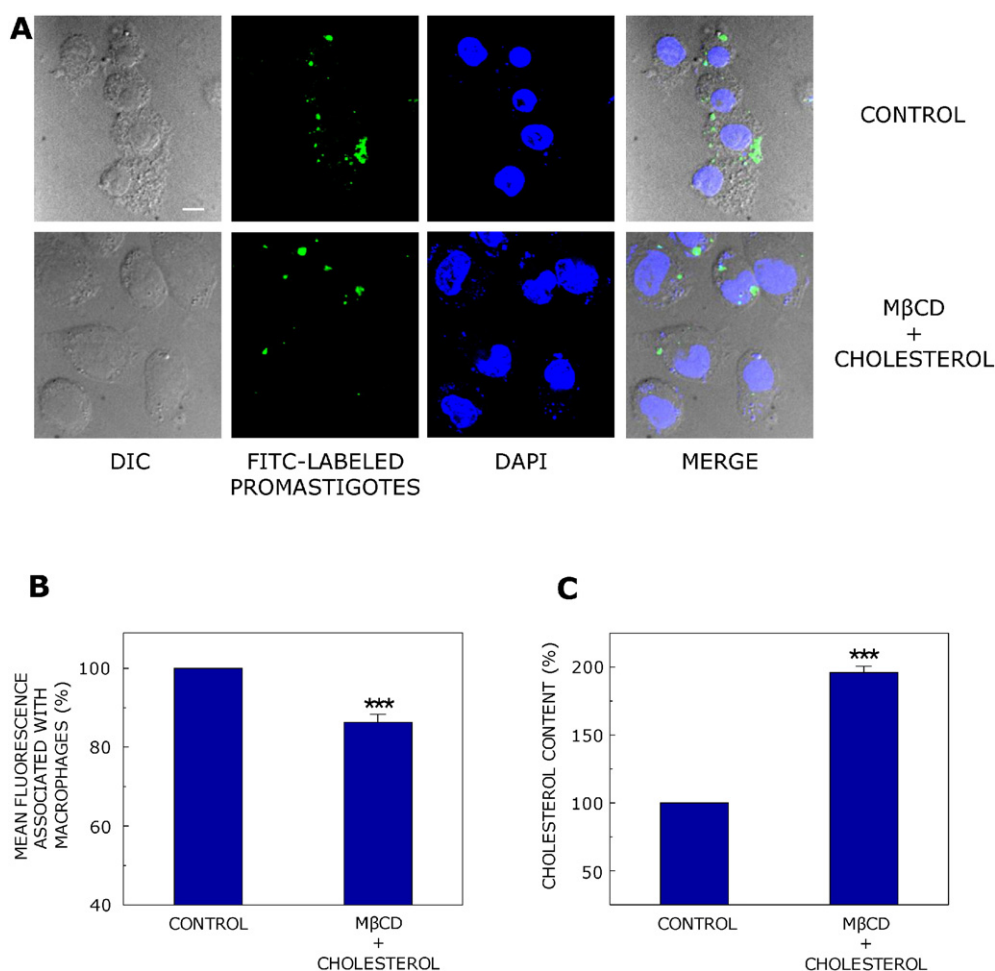 A
CONTROL
MβCD
+
CHOLESTEROL
DIC
FITC-LABELED
PROMASTIGOTES
DAPI
MERGE
B
MEAN FLUORESCENCE
ASSOCIATED WITH
MACROPHAGES (%)
100
80
60
40
***
CONTROL
MβCD
+
CHOLESTEROL
C
CHOLESTEROL CONTENT (%)
200
150
100
50
***
CONTROL
MβCD
+
CHOLESTEROL